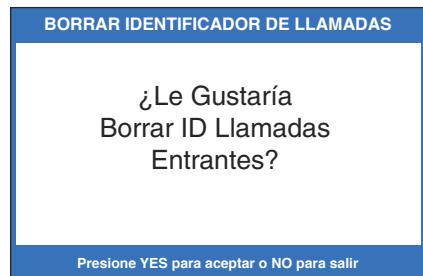 BORRAR IDENTIFICADOR DE LLAMADAS
¿Le Gustaría
Borrar ID Llamadas
Entrantes?
Presione YES para aceptar o NO para salir